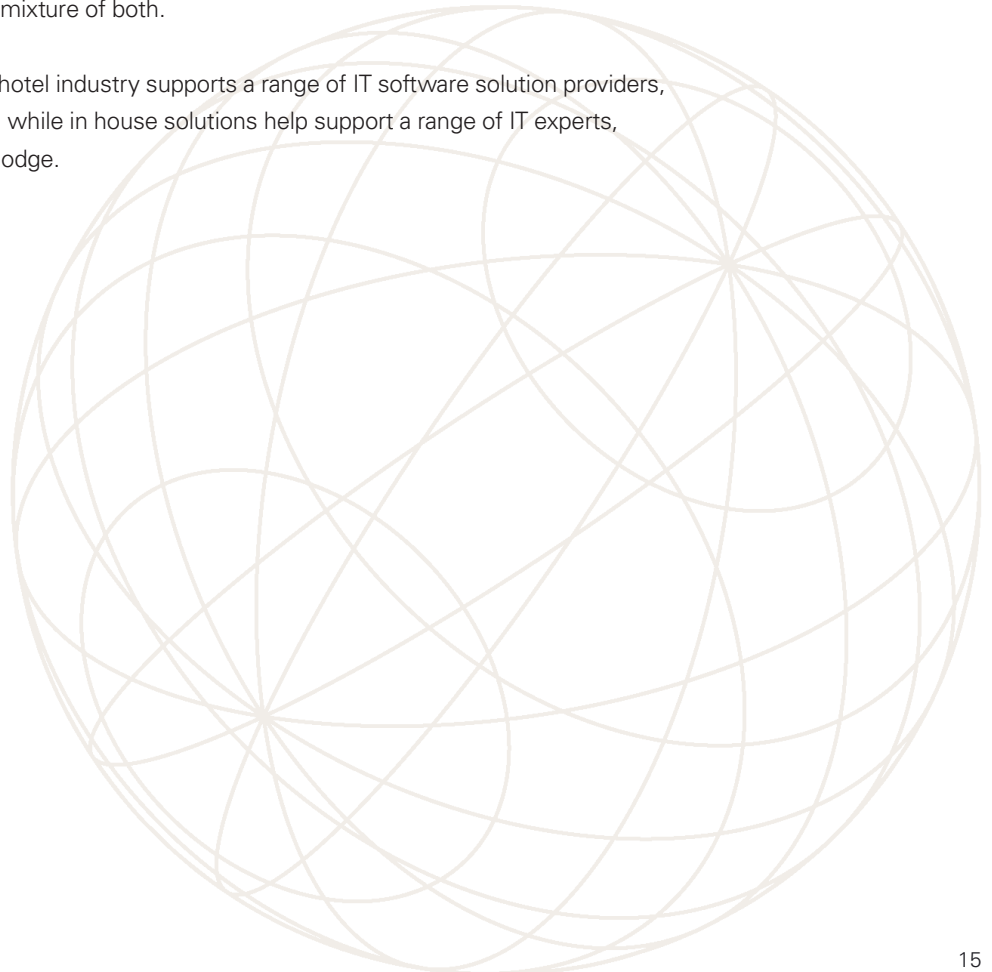 mixture of both.
hotel industry supports a range of IT software solution providers,
while in house solutions help support a range of IT experts,
odge.
15